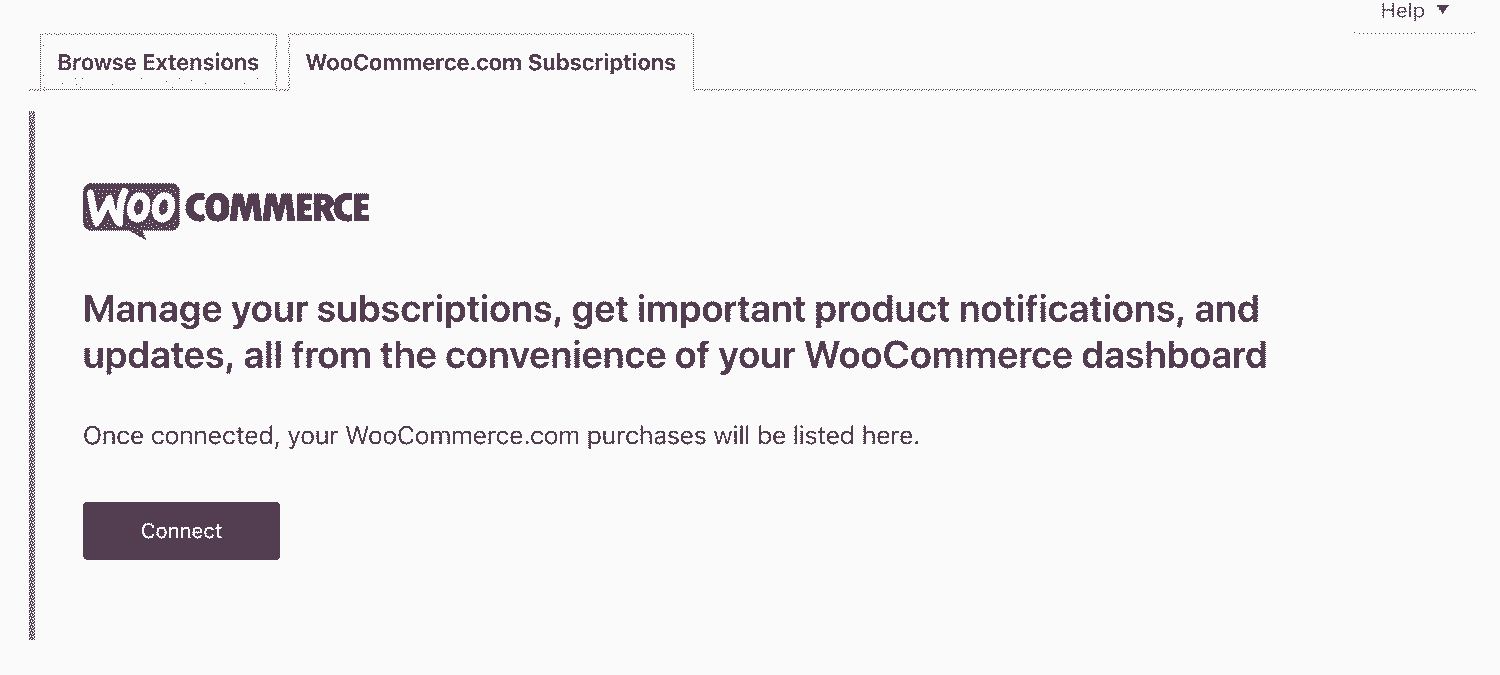 Help ▼
Browse Extensions
WooCommerce.com Subscriptions
WOO COMMERCE
Manage your subscriptions, get important product notifications, and
updates, all from the convenience of your WooCommerce dashboard
Once connected, your WooCommerce.com purchases will be listed here.
Connect